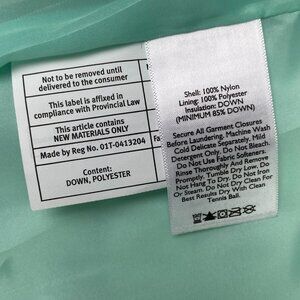 Not to be removed until
delivered to the consumer
This label is affixed in
compliance with Provincial Law
This article contains
NEW MATERIALS ONLY
Made by Reg No. 01T-0413204
Content:
DOWN, POLYESTER
Fa
Shell: 100% Nylon
Lining: 100% Polyester
Insulation: DOWN
(MINIMUM 85% DOWN)
Secure All Garment Closures
Before Laundering. Machine Wash
Cold Delicate Separately. Mild
Detergent Only. Do Not Bleach.
Do Not Use Fabric Softeners.
Rinse Thoroughly And Remove
Promptly. Tumble Dry Low. Do
Not Hang To Dry. Do Not Iron.
Do Not Steam Or Dry Clean. For
Best Results Dry With Clean
Tennis Ball.